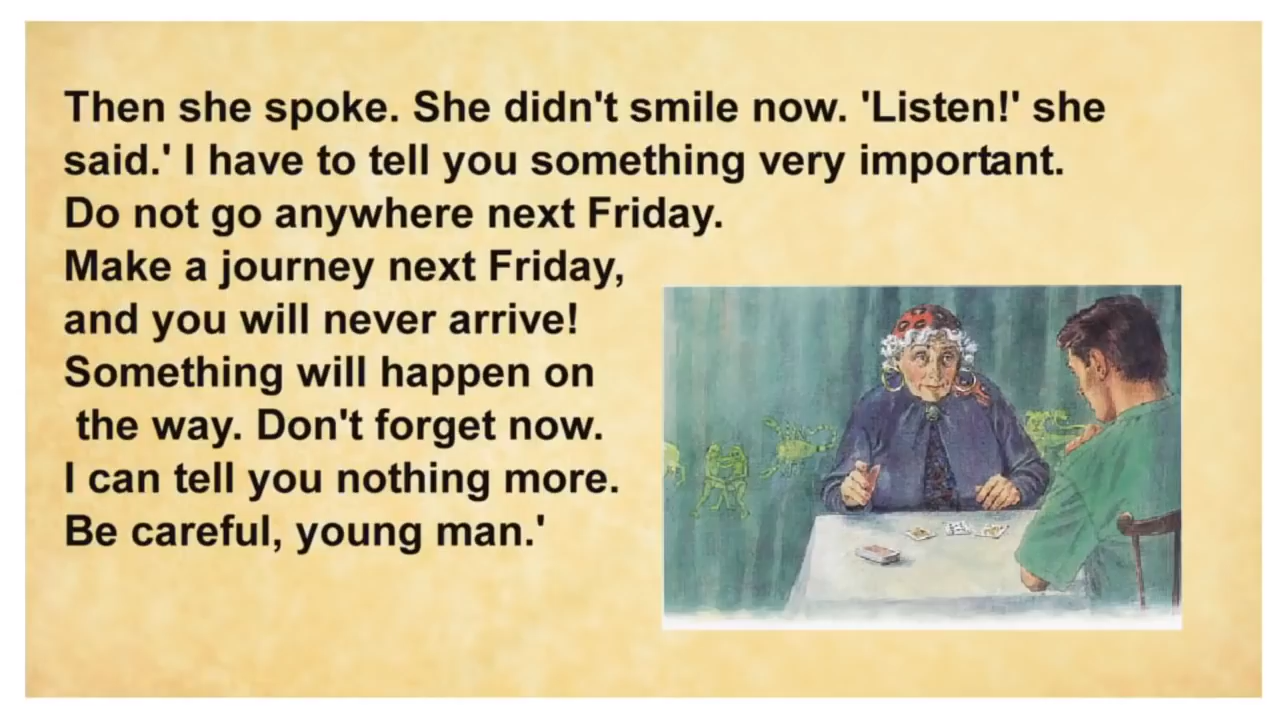 Then she spoke. She didn't smile now. 'Listen!' she
said.' I have to tell you something very important.
Do not go anywhere next Friday.
Make a journey next Friday,
and you will never arrive!
Something will happen on
the way. Don't forget now.
I can tell you nothing more.
Be careful, young man.'